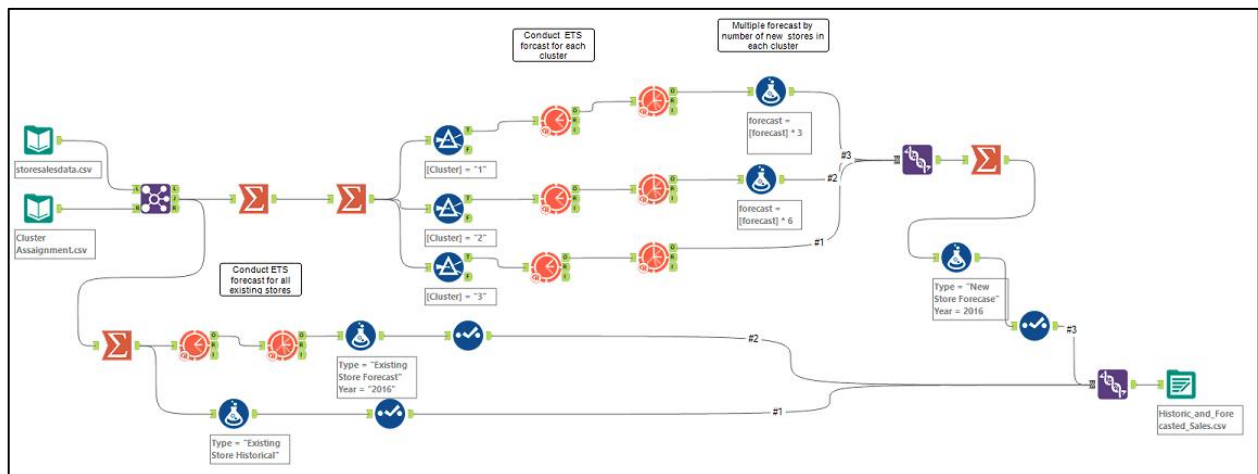 Conduct ETS
forcast for each
cluster
Multiple forecast by
number of new stores in
each cluster
storesalesdata.csv
Cluster
Assaignment.csv
L
R
L
J
R
[Cluster] = "1"
T
F
[Cluster] = "2"
T
F
[Cluster] = "3"
T
F
O
R
I
O
R
I
O
R
I
O
R
I
O
R
I
O
R
I
forecast =
[forecast] * 3
forecast =
[forecast] * 6
#3
#2
#1
Type = "New
Store Forecase"
Year = 2016
#3
Conduct ETS
forecast for all
existing stores
O
R
I
O
R
I
Type = "Existing
Store Forecast"
Year = "2016"
#2
Type = "Existing
Store Historical"
#1
Historic_and_Fore
casted_Sales.csv